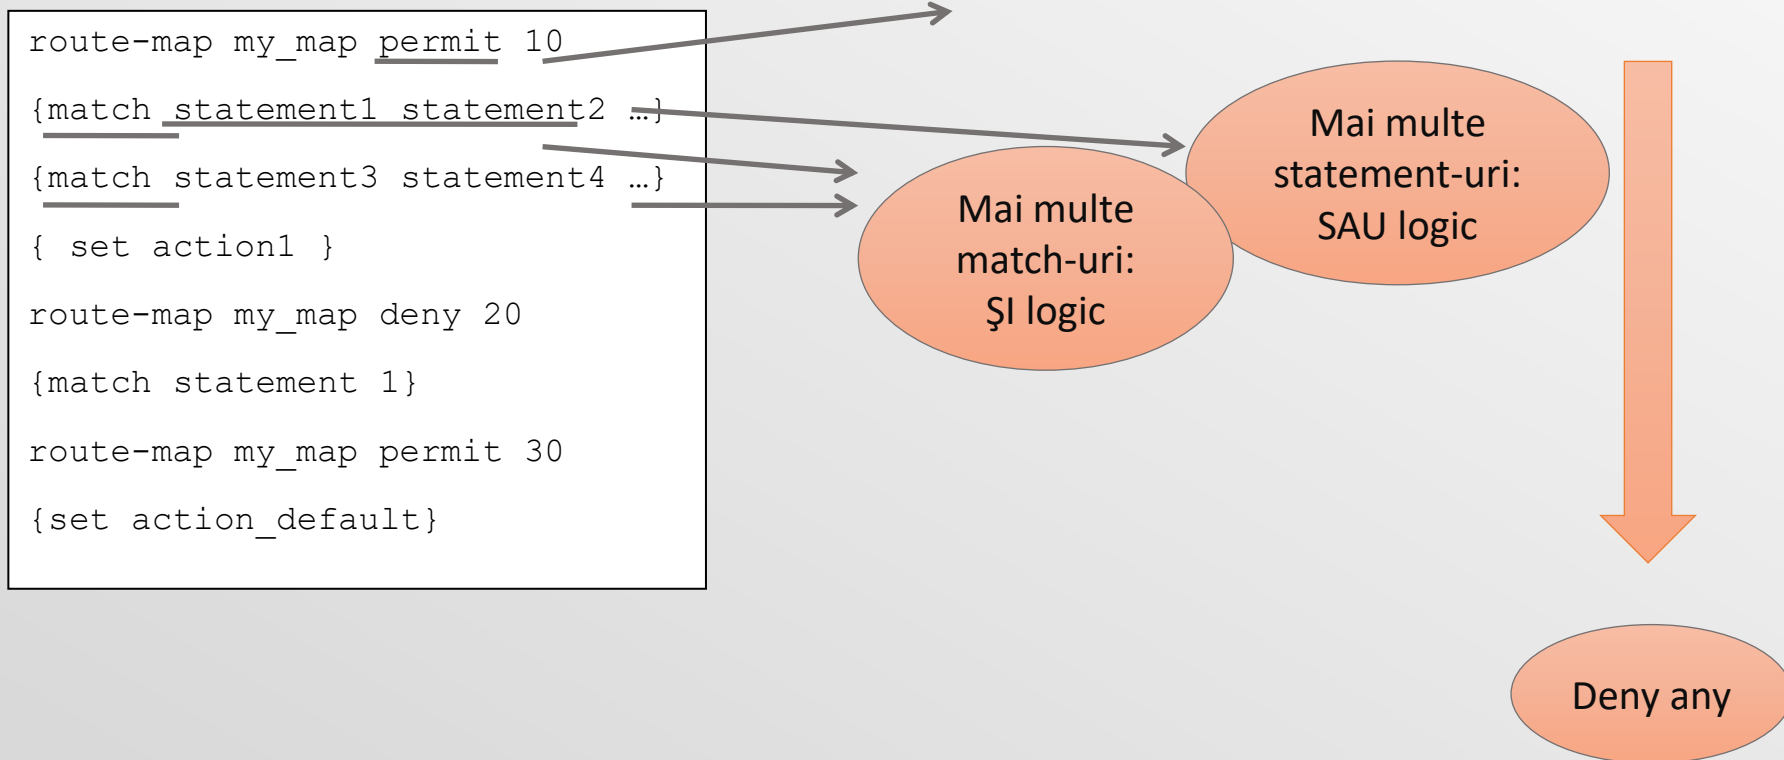 route-map my_map permit 10
{match statement1 statement2 …}
{match statement3 statement4 …}
{ set action1 }
route-map my_map deny 20
{match statement 1}
route-map my_map permit 30
{set action_default}
Mai multe
match-uri:
ŞI logic
Mai multe
statement-uri:
SAU logic
Deny any